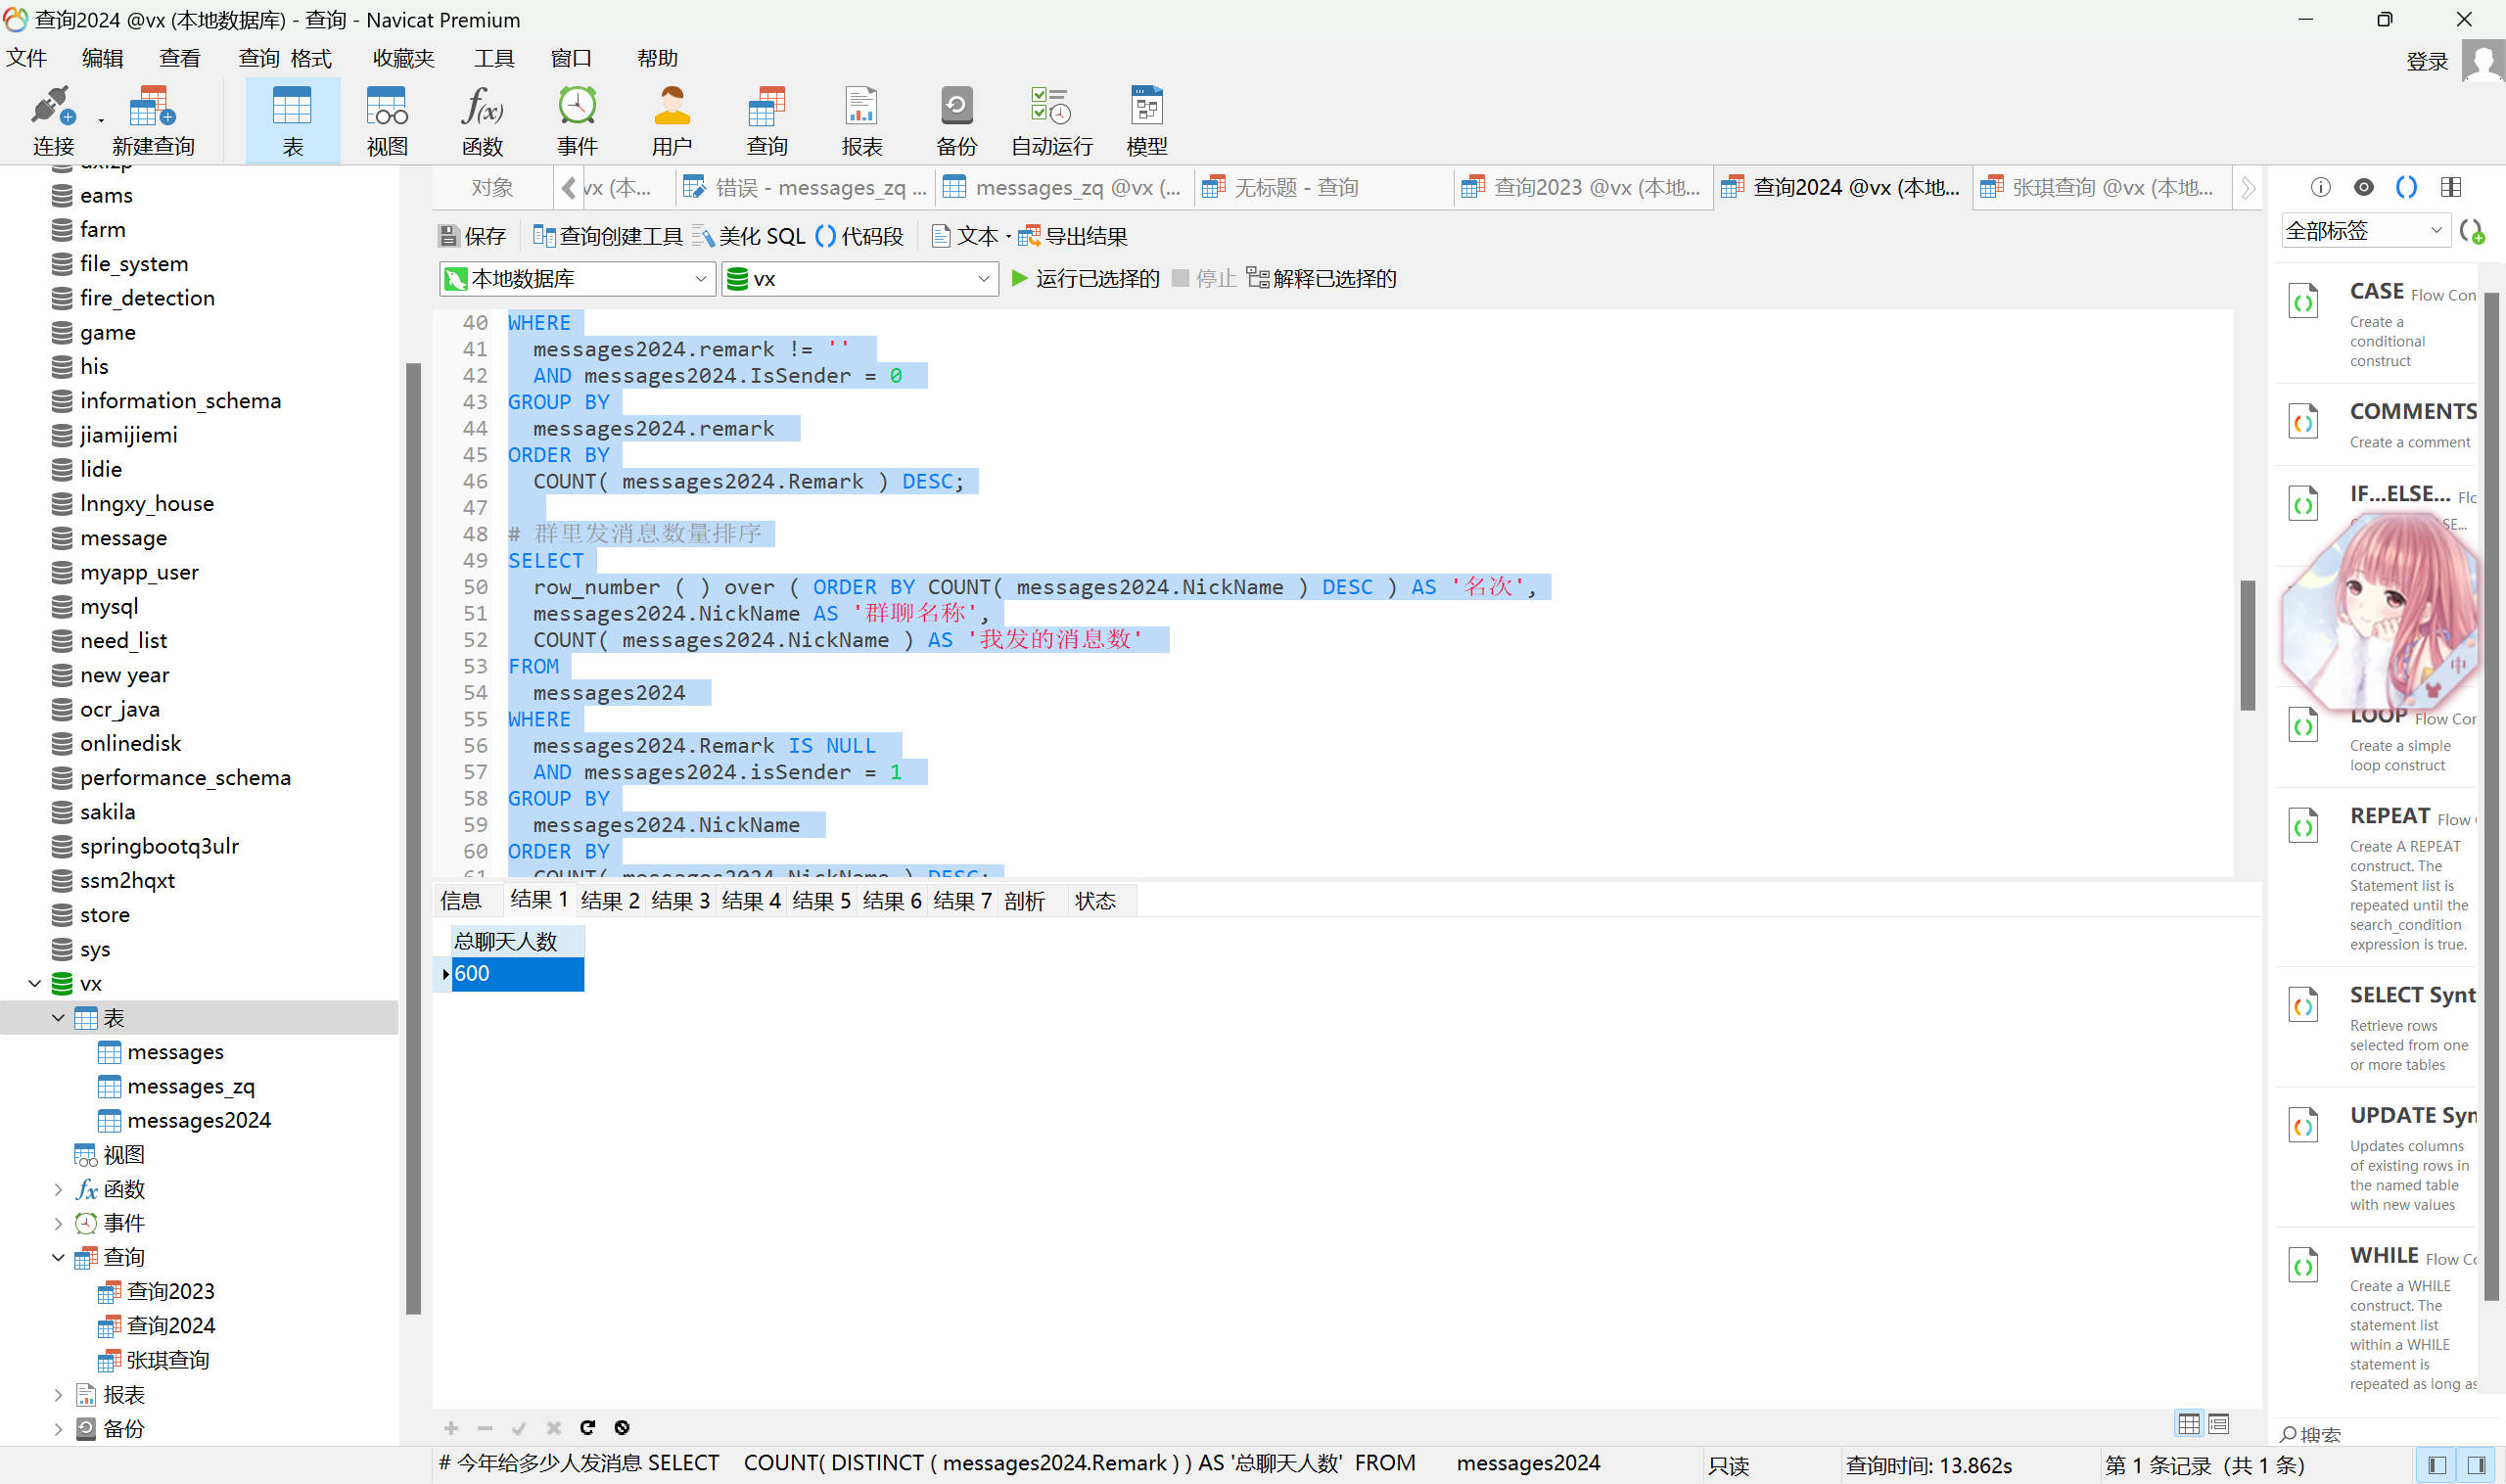 查询2024 @vx (本地数据库) - 查询 - Navicat Premium
文件 编辑 查看 查询 格式 收藏夹 工具 窗口 帮助
登录
连接 新建查询 表 视图 函数 事件 用户 查询 报表 备份 自动运行 模型
eams
farm
file_system
fire_detection
game
his
information_schema
jiamijiemi
lidie
lnngxy_house
message
myapp_user
mysql
need_list
new year
ocr_java
onlinedisk
performance_schema
sakila
springbootq3ulr
ssm2hqxt
store
sys
vx
表
messages
messages_zq
messages2024
视图
函数
事件
查询
查询2023
查询2024
张琪查询
报表
备份
对象 vx (本... 错误 - messages_zq ... messages_zq @vx (... 无标题 - 查询 查询2023 @vx (本地... 查询2024 @vx (本地... 张琪查询 @vx (本地...
保存 查询创建工具 美化 SQL 代码段 文本 导出结果
本地数据库 vx 运行已选择的 停止 解释已选择的
40 WHERE
41 messages2024.remark != ''
42 AND messages2024.IsSender = 0
43 GROUP BY
44 messages2024.remark
45 ORDER BY
46 COUNT( messages2024.Remark ) DESC;
47
48 # 群里发消息数量排序
49 SELECT
50 row_number ( ) over ( ORDER BY COUNT( messages2024.NickName ) DESC ) AS '名次',
51 messages2024.NickName AS '群聊名称',
52 COUNT( messages2024.NickName ) AS '我发的消息数'
53 FROM
54 messages2024
55 WHERE
56 messages2024.Remark IS NULL
57 AND messages2024.isSender = 1
58 GROUP BY
59 messages2024.NickName
60 ORDER BY
61 COUNT( messages2024.NickName ) DESC;
信息 结果 1 结果 2 结果 3 结果 4 结果 5 结果 6 结果 7 剖析 状态
总聊天人数
600
全部标签
CASE Flow Con
Create a
conditional
construct
COMMENTS
Create a comment
IF...ELSE... Flo
SE...
中
LOOP Flow Cor
Create a simple
loop construct
REPEAT Flow
Create A REPEAT
construct. The
Statement list is
repeated until the
search_condition
expression is true.
SELECT Synt
Retrieve rows
selected from one
or more tables
UPDATE Syn
Updates columns
of existing rows in
the named table
with new values
WHILE Flow Co
Create a WHILE
construct. The
statement list
within a WHILE
statement is
repeated as long as
搜索
# 今年给多少人发消息 SELECT COUNT( DISTINCT ( messages2024.Remark ) ) AS '总聊天人数' FROM messages2024 只读 查询时间: 13.862s 第 1 条记录 (共 1 条)